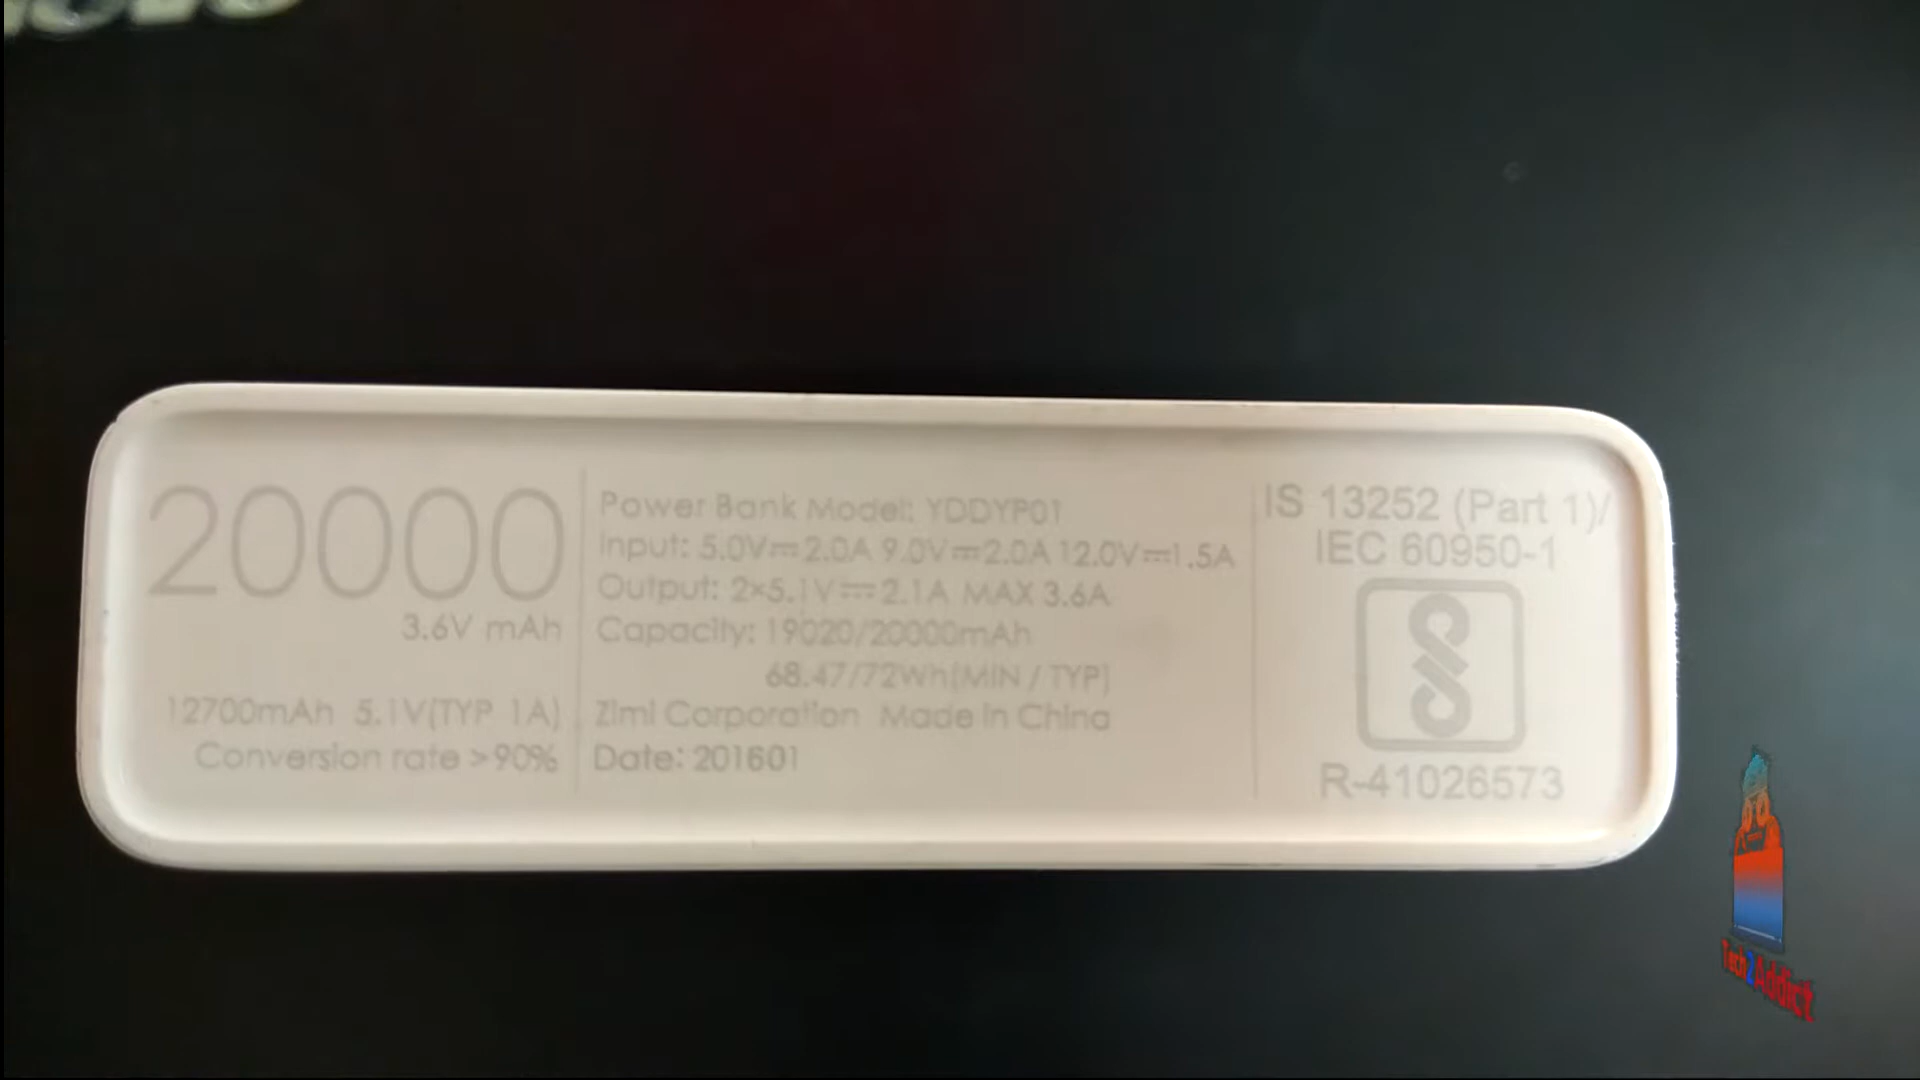 20000
3.6V mAh
12700mAh 5.1V(TYP 1A)
Conversion rate >90%
Power Bank Model: YDDYP01
Input: 5.0V⎓2.0A 9.0V⎓2.0A 12.0V⎓1.5A
Output: 2×5.1V⎓2.1A MAX 3.6A
Capacity: 19020/20000mAh
68.47/72Wh(MIN / TYP)
Zimi Corporation Made in China
Date: 201601
IS 13252 (Part 1)/
IEC 60950-1
R-41026573
Tech2Addict